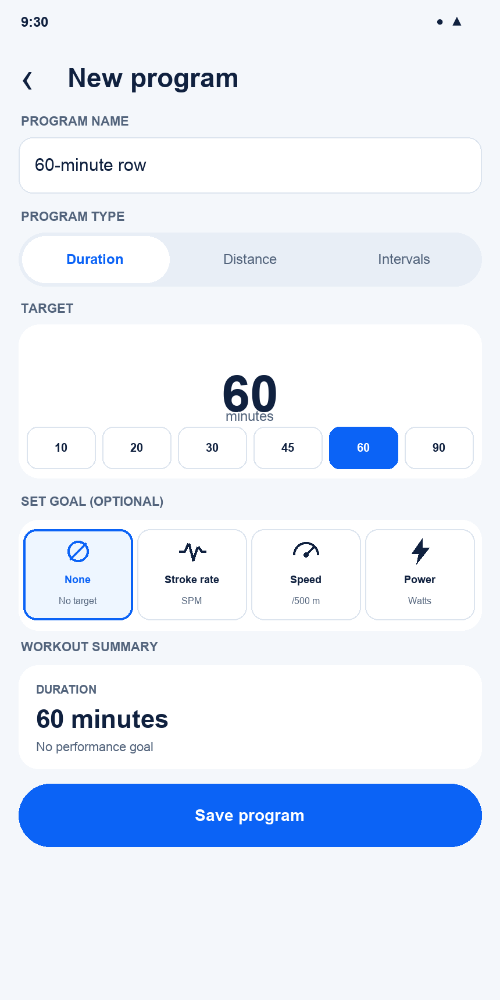 9:30
New program
PROGRAM NAME
60-minute row
PROGRAM TYPE
Duration Distance Intervals
TARGET
60
minutes
10 20 30 45 60 90
SET GOAL (OPTIONAL)
None Stroke rate Speed Power
No target SPM /500 m Watts
WORKOUT SUMMARY
DURATION
60 minutes
No performance goal
Save program